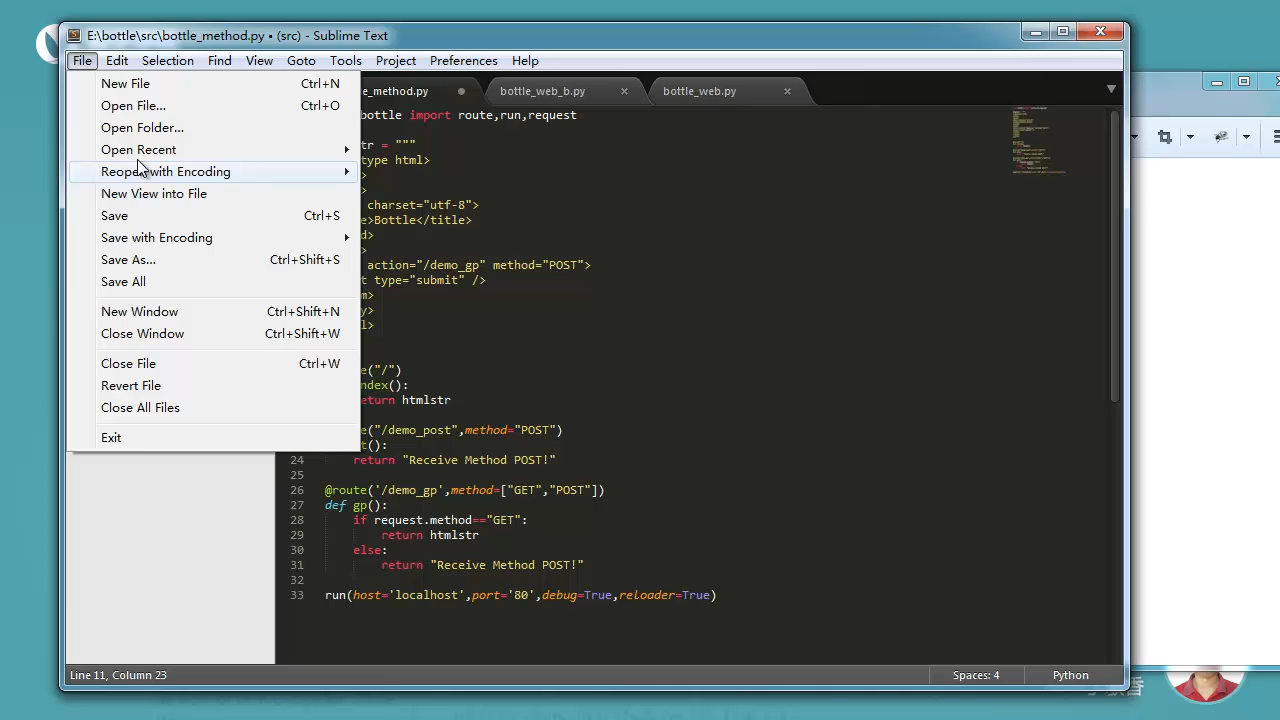 E:\bottle\src\bottle_method.py • (src) - Sublime Text
File Edit Selection Find View Goto Tools Project Preferences Help
New File Ctrl+N
Open File... Ctrl+O
Open Folder...
Open Recent
Reopen with Encoding
New View into File
Save Ctrl+S
Save with Encoding
Save As... Ctrl+Shift+S
Save All
New Window Ctrl+Shift+N
Close Window Ctrl+Shift+W
Close File Ctrl+W
Revert File
Close All Files
Exit
e_method.py bottle_web_b.py bottle_web.py
bottle import route,run,request
tr = """
type html>
>
>
charset="utf-8">
e>Bottle</title>
d>
>
action="/demo_gp" method="POST">
t type="submit" />
m>
y>
l>
e("/")
ndex():
eturn htmlstr
e("/demo_post",method="POST")
t():
24 return "Receive Method POST!"
25
26 @route('/demo_gp',method=["GET","POST"])
27 def gp():
28 if request.method=="GET":
29 return htmlstr
30 else:
31 return "Receive Method POST!"
32
33 run(host='localhost',port='80',debug=True,reloader=True)
Line 11, Column 23 Spaces: 4 Python